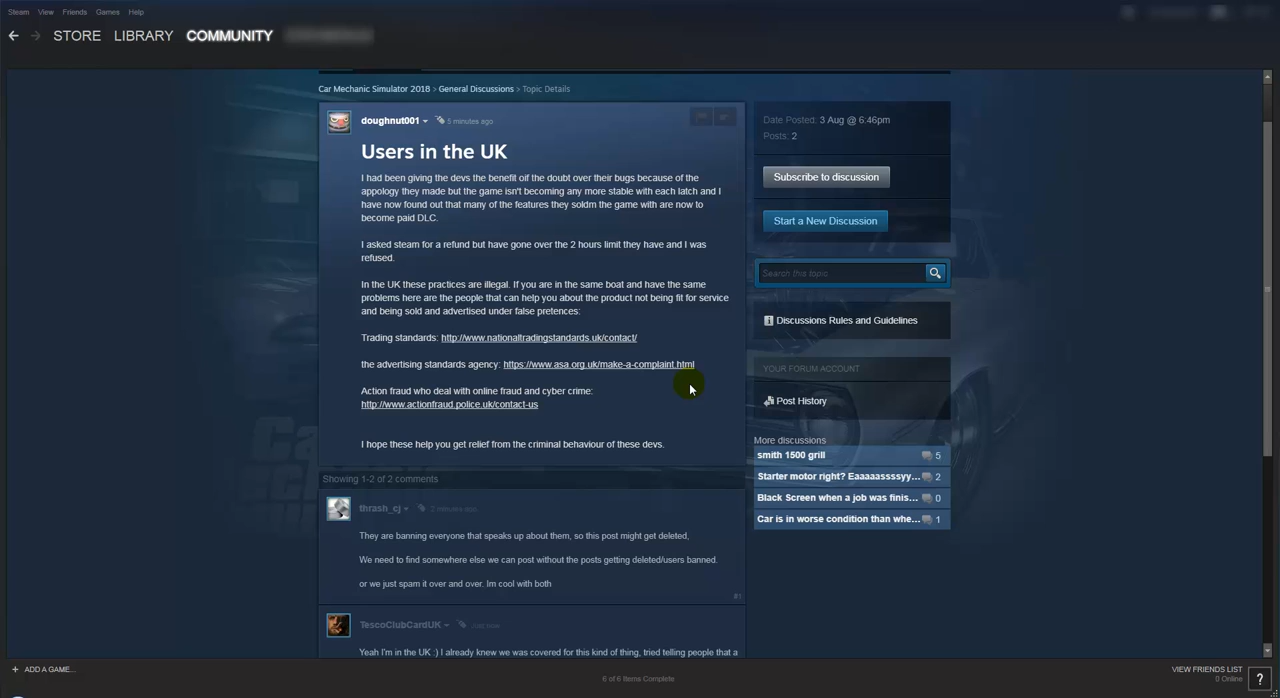 Steam View Friends Games Help
STORE LIBRARY COMMUNITY
Car Mechanic Simulator 2018 > General Discussions > Topic Details
doughnut001 5 minutes ago
Users in the UK
I had been giving the devs the benefit oif the doubt over their bugs because of the
appology they made but the game isn't becoming any more stable with each latch and I
have now found out that many of the features they soldm the game with are now to
become paid DLC.
I asked steam for a refund but have gone over the 2 hours limit they have and I was
refused.
In the UK these practices are illegal. If you are in the same boat and have the same
problems here are the people that can help you about the product not being fit for service
and being sold and advertised under false pretences:
Trading standards: http://www.nationaltradingstandards.uk/contact/
the advertising standards agency: https://www.asa.org.uk/make-a-complaint.html
Action fraud who deal with online fraud and cyber crime:
http://www.actionfraud.police.uk/contact-us
I hope these help you get relief from the criminal behaviour of these devs.
Showing 1-2 of 2 comments
thrash_cj 2 minutes ago
They are banning everyone that speaks up about them, so this post might get deleted,
We need to find somewhere else we can post without the posts getting deleted/users banned.
or we just spam it over and over. Im cool with both
#1
TescoClubCardUK Just now
Yeah I'm in the UK :) I already knew we was covered for this kind of thing, tried telling people that a
Date Posted: 3 Aug @ 6:46pm
Posts: 2
Subscribe to discussion
Start a New Discussion
Search this topic
Discussions Rules and Guidelines
YOUR FORUM ACCOUNT
Post History
More discussions
smith 1500 grill 5
Starter motor right? Eaaaaassssyy... 2
Black Screen when a job was finis... 0
Car is in worse condition than whe... 1
+ ADD A GAME...
6 of 6 Items Complete
VIEW FRIENDS LIST
0 Online
?